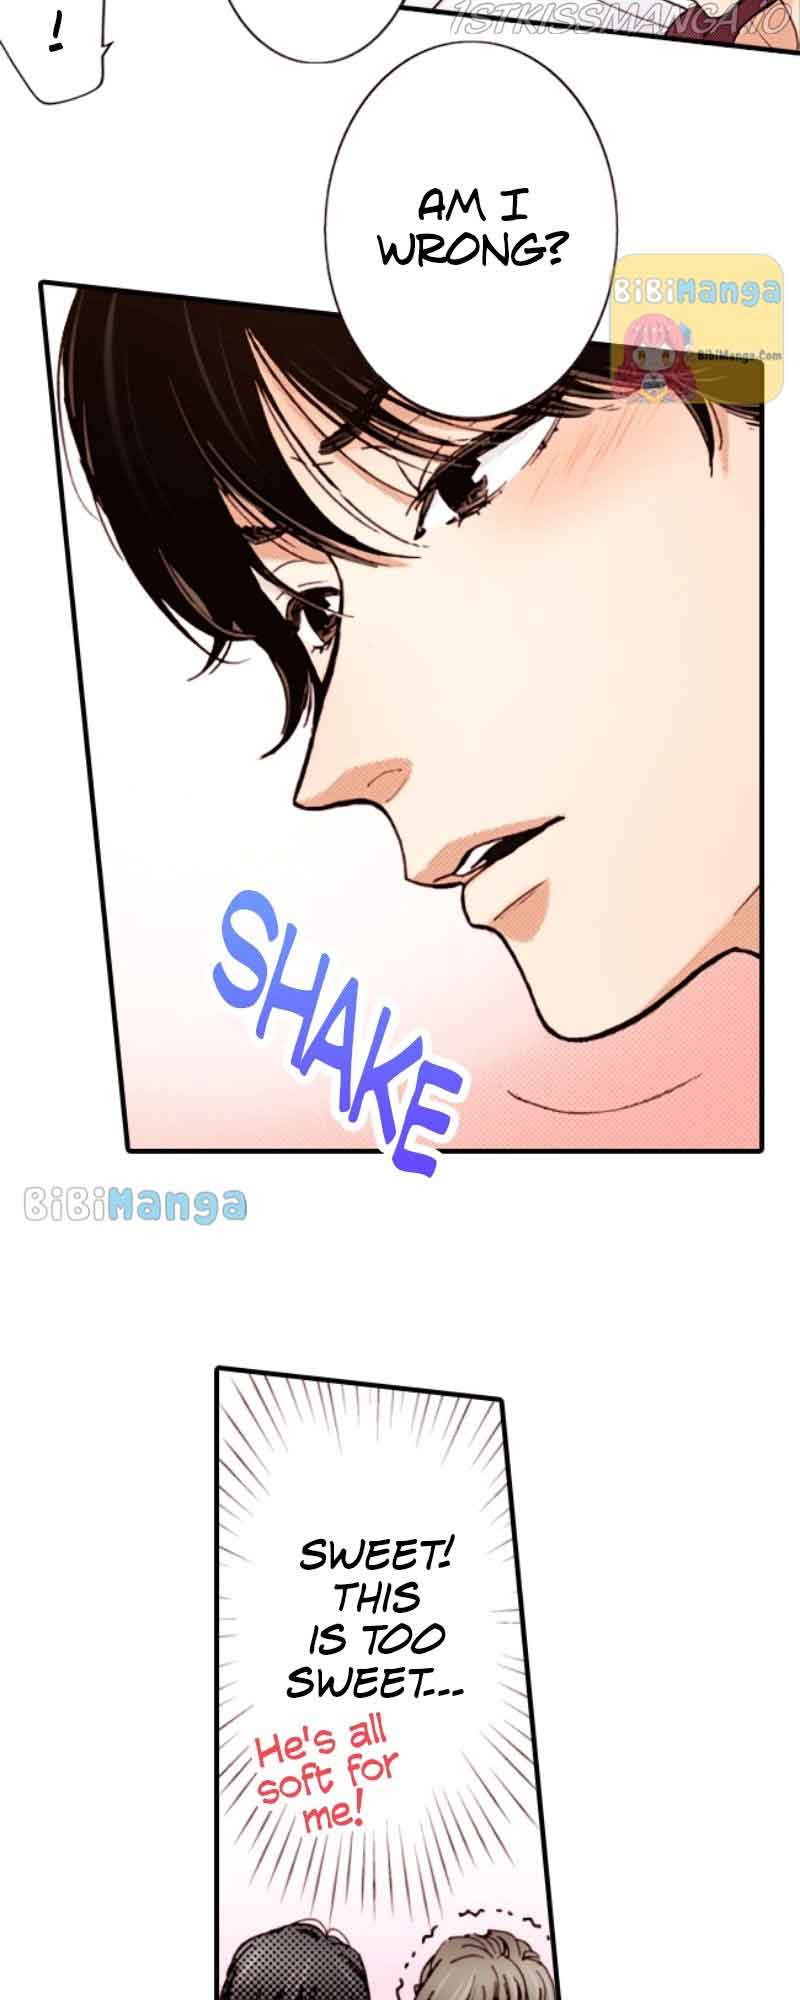 1STKISSMANGA.IO
!
AM I
WRONG?
BiBiManga
BibiManga.Com
SHAKE
BiBiManga
SWEET!
THIS
IS TOO
SWEET...
He's all
soft for
me!